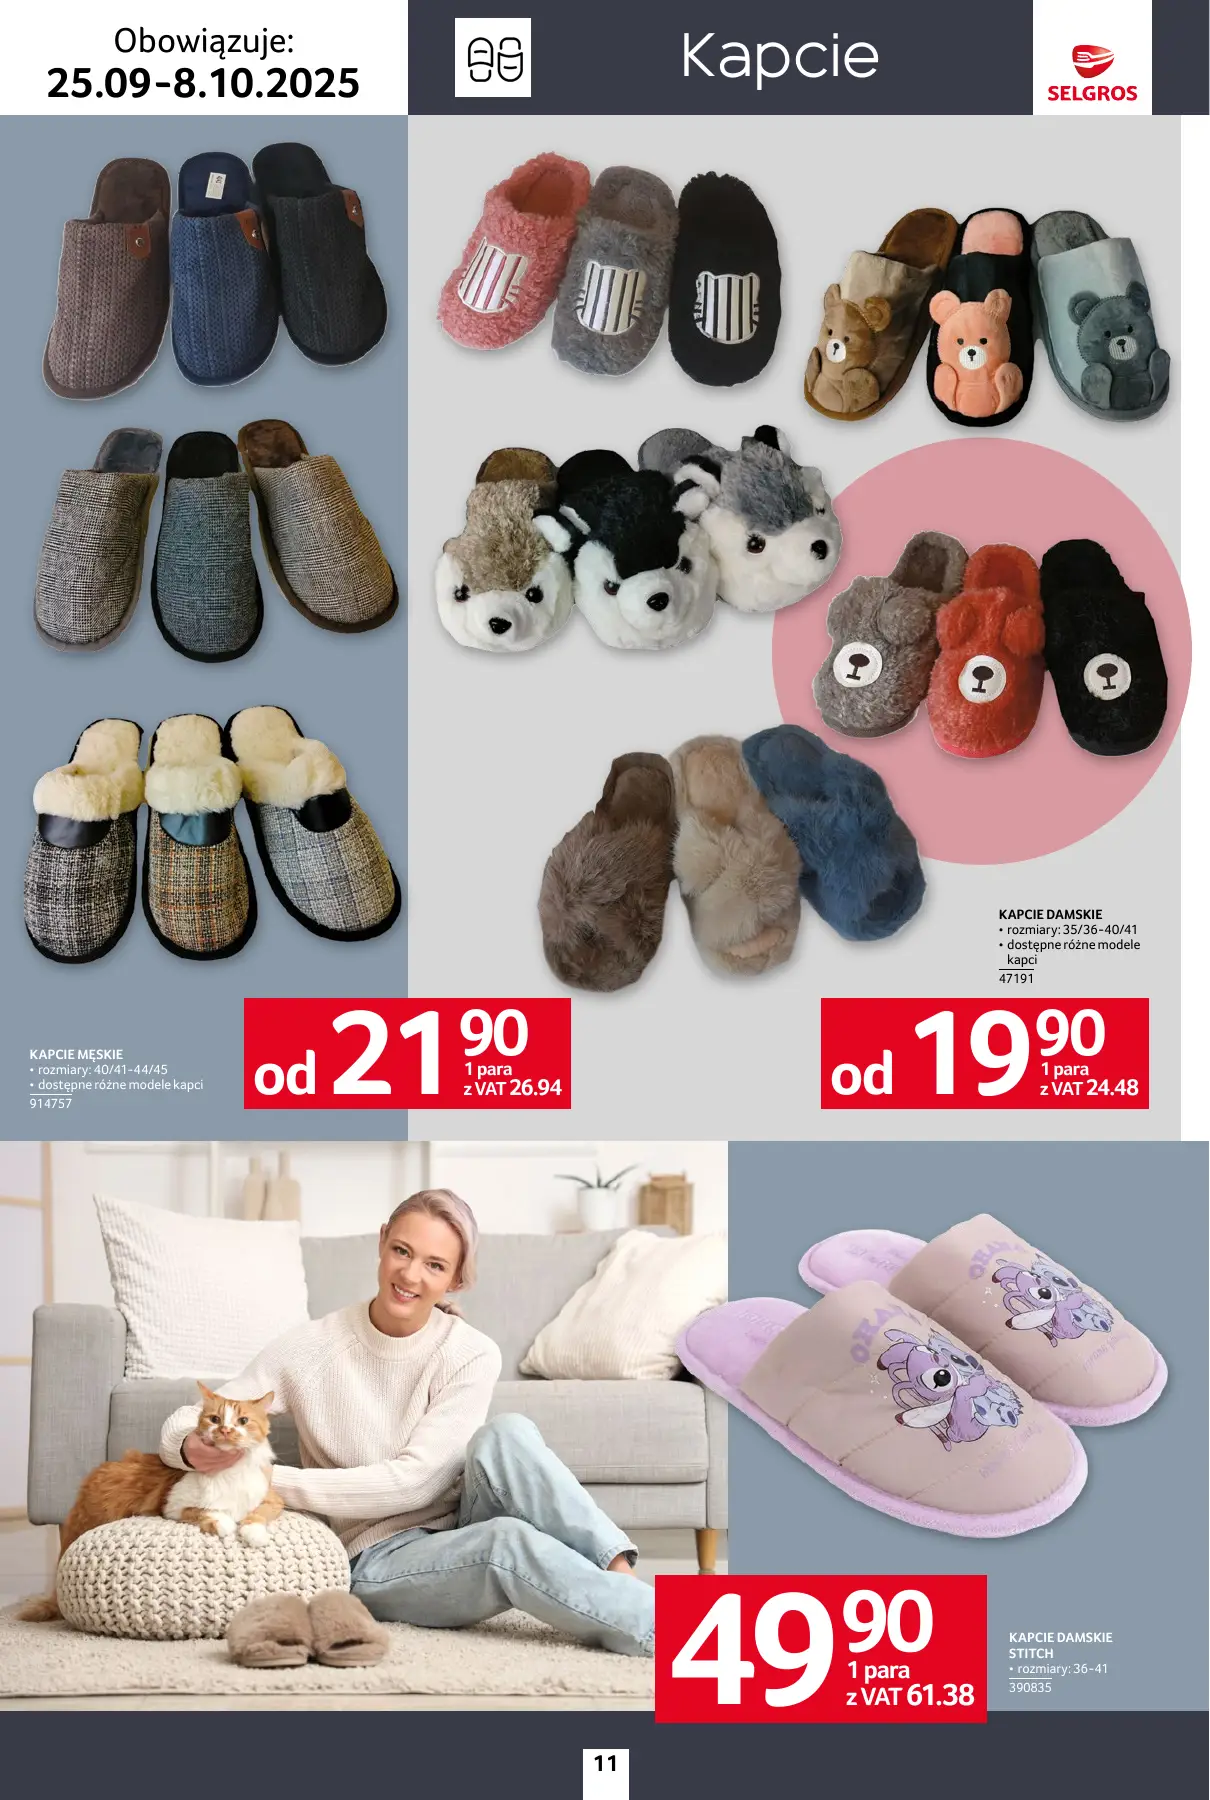 Obowiązuje:
25.09-8.10.2025
Kapcie
SELGROS
KAPCIE DAMSKIE
• rozmiary: 35/36-40/41
• dostępne różne modele
kapci
47191
KAPCIE MĘSKIE
• rozmiary: 40/41-44/45
• dostępne różne modele kapci
914757
od 21 90
1 para
z VAT 26.94
od 19 90
1 para
z VAT 24.48
OHANA
OHANA
49 90
1 para
z VAT 61.38
KAPCIE DAMSKIE
STITCH
• rozmiary: 36-41
390835
11